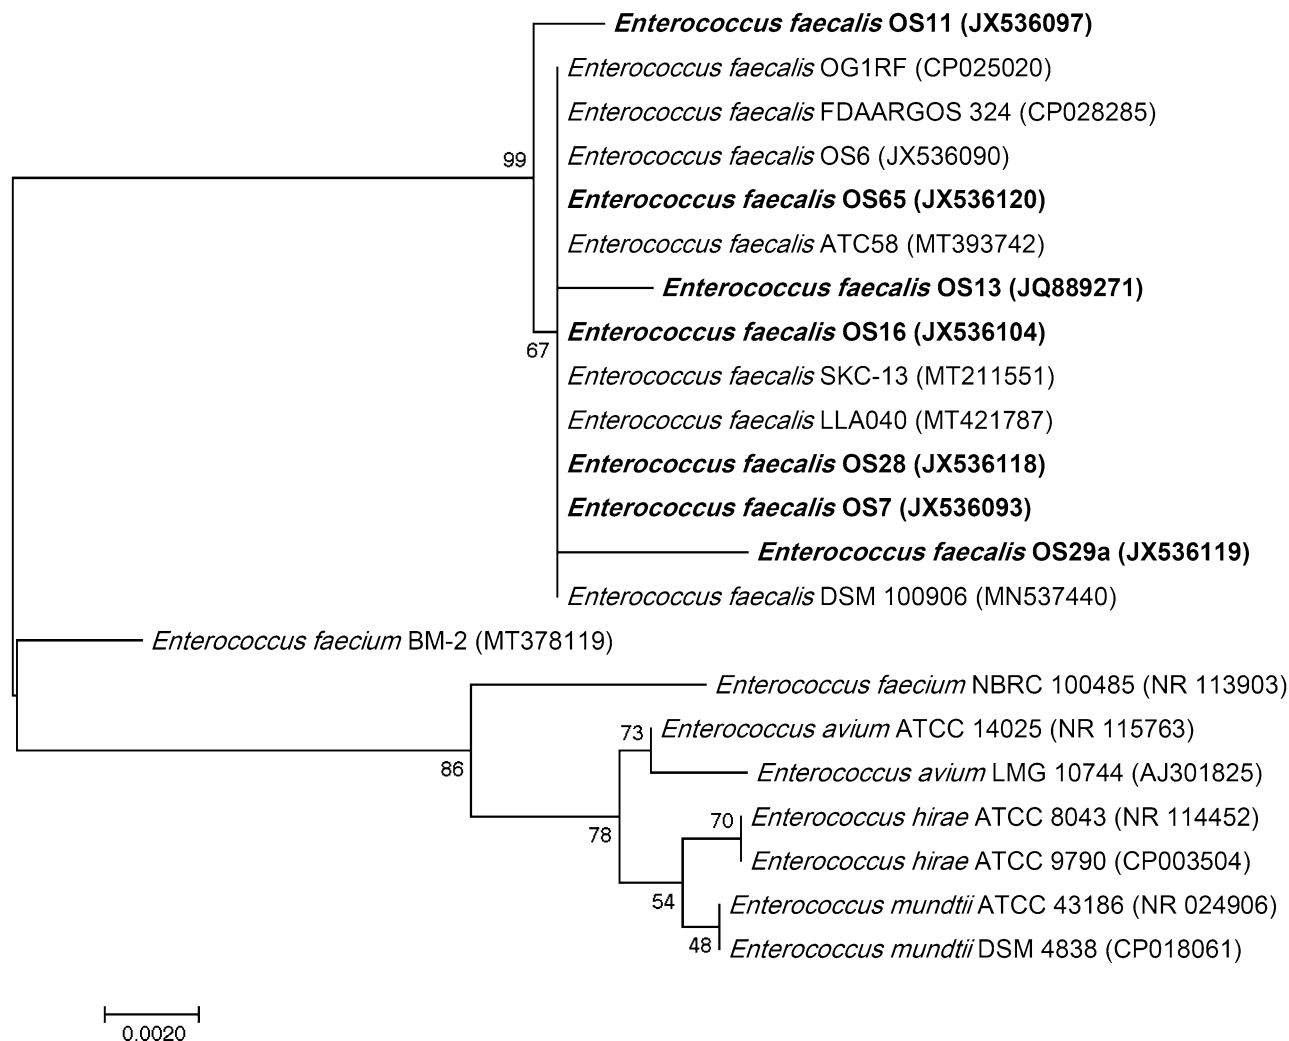 Enterococcus faecalis OS11 (JX536097)
Enterococcus faecalis OG1RF (CP025020)
Enterococcus faecalis FDAARGOS 324 (CP028285)
99
Enterococcus faecalis OS6 (JX536090)
Enterococcus faecalis OS65 (JX536120)
Enterococcus faecalis ATC58 (MT393742)
Enterococcus faecalis OS13 (JQ889271)
Enterococcus faecalis OS16 (JX536104)
67
Enterococcus faecalis SKC-13 (MT211551)
Enterococcus faecalis LLA040 (MT421787)
Enterococcus faecalis OS28 (JX536118)
Enterococcus faecalis OS7 (JX536093)
Enterococcus faecalis OS29a (JX536119)
Enterococcus faecalis DSM 100906 (MN537440)
Enterococcus faecium BM-2 (MT378119)
Enterococcus faecium NBRC 100485 (NR 113903)
73
Enterococcus avium ATCC 14025 (NR 115763)
86
Enterococcus avium LMG 10744 (AJ301825)
70
Enterococcus hirae ATCC 8043 (NR 114452)
78
Enterococcus hirae ATCC 9790 (CP003504)
54
Enterococcus mundtii ATCC 43186 (NR 024906)
48
Enterococcus mundtii DSM 4838 (CP018061)
0.0020